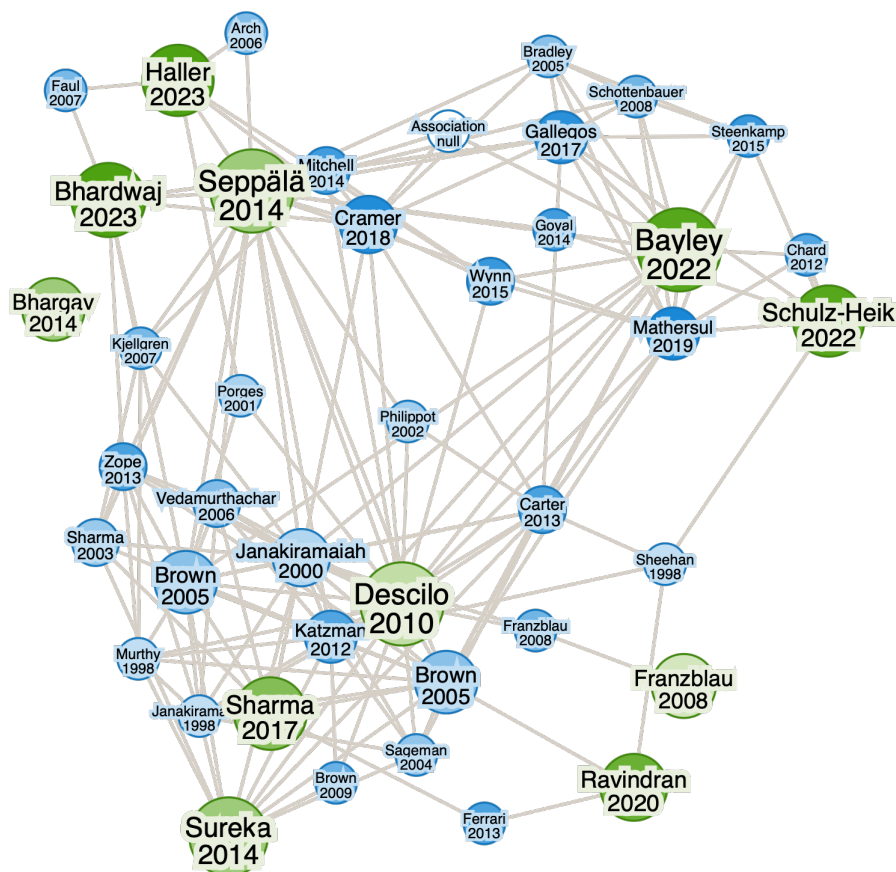 Arch
2006
Bradley
2005
Haller
2023
Faul
2007
Schottenbauer
2008
Association
null
Gallegos
2017
Steenkamp
2015
Mitchell
2014
Seppälä
2014
Bhardwaj
2023
Cramer
2018
Goyal
2014
Bayley
2022
Chard
2012
Wynn
2015
Bhargav
2014
Schulz-Heik
2022
Mathersul
2019
Kjellgren
2007
Porges
2001
Philippot
2002
Zope
2013
Vedamurthachar
2006
Carter
2013
Sharma
2003
Janakiramaiah
2000
Brown
2005
Sheehan
1998
Descilo
2010
Katzman
2012
Franzblau
2008
Murthy
1998
Brown
2005
Franzblau
2008
Janakirama
1998
Sharma
2017
Sageman
2004
Brown
2009
Ravindran
2020
Ferrari
2013
Sureka
2014